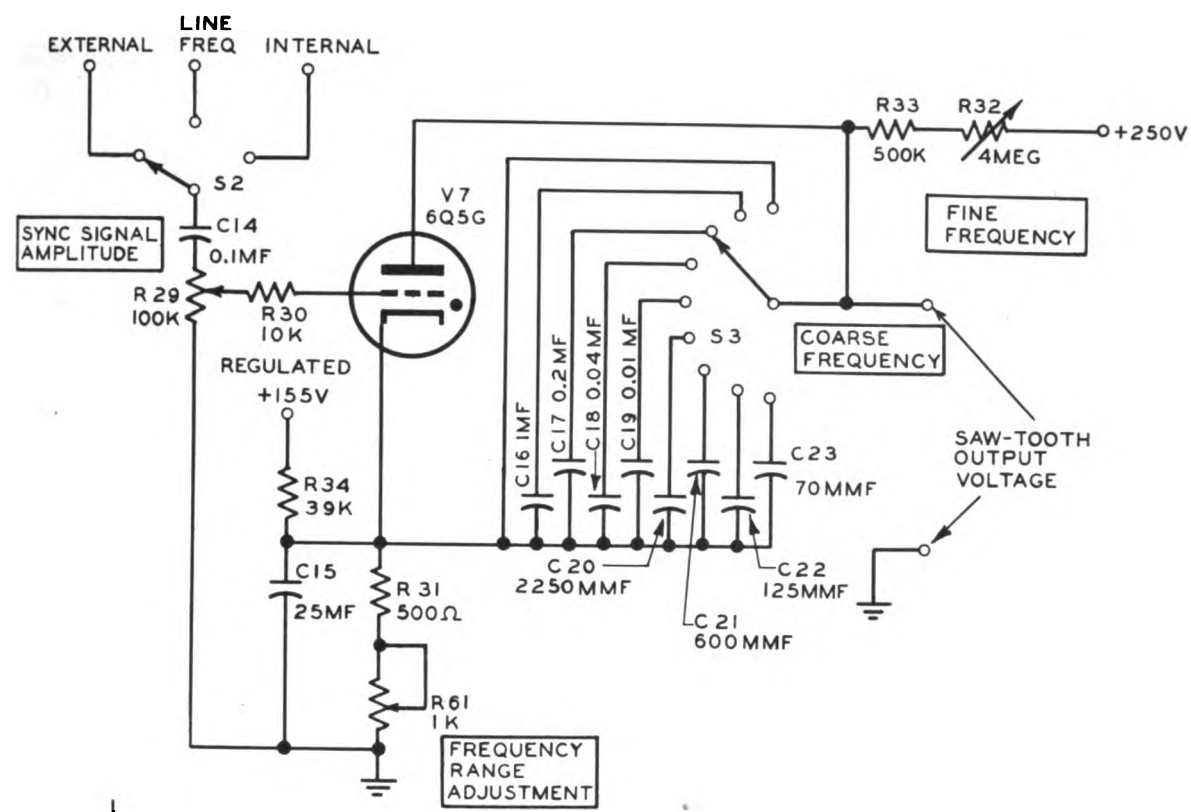 LINE
EXTERNAL FREQ INTERNAL
S2
SYNC SIGNAL
AMPLITUDE
C14
0.1MF
R29
100K
R30
10K
V7
6Q5G
R33
500K
R32
4MEG
+250V
FINE
FREQUENCY
COARSE
FREQUENCY
S3
REGULATED
+155V
R34
39K
C15
25MF
R31
500Ω
R61
1K
FREQUENCY
RANGE
ADJUSTMENT
C16 1MF
C17 0.2MF
C18 0.04MF
C19 0.01MF
C20
2250MMF
C21
600MMF
C22
125MMF
C23
70MMF
SAW-TOOTH
OUTPUT
VOLTAGE